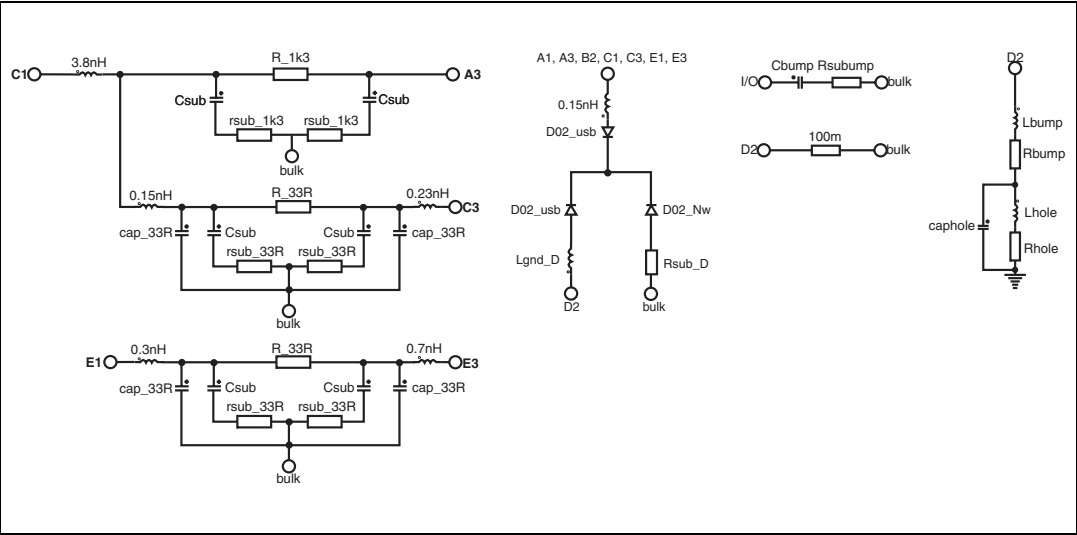 3.8nH
R_1k3
C1
A3
Csub
Csub
rsub_1k3
rsub_1k3
bulk
0.15nH
R_33R
0.23nH
C3
cap_33R
Csub
Csub
cap_33R
rsub_33R
rsub_33R
bulk
0.3nH
R_33R
0.7nH
E1
E3
cap_33R
Csub
Csub
cap_33R
rsub_33R
rsub_33R
bulk
A1, A3, B2, C1, C3, E1, E3
0.15nH
D02_usb
D02_usb
D02_Nw
Lgnd_D
Rsub_D
D2
bulk
Cbump Rsubump
I/O
bulk
100m
D2
bulk
D2
Lbump
Rbump
Lhole
caphole
Rhole